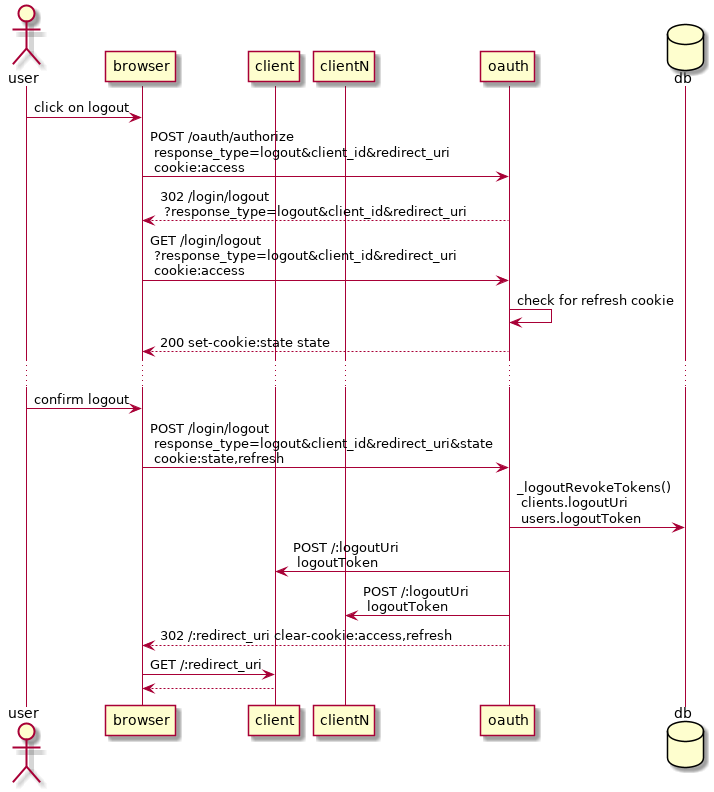 user
browser
client
clientN
oauth
db
click on logout
POST /oauth/authorize
response_type=logout&client_id&redirect_uri
cookie:access
302 /login/logout
?response_type=logout&client_id&redirect_uri
GET /login/logout
?response_type=logout&client_id&redirect_uri
cookie:access
check for refresh cookie
200 set-cookie:state state
confirm logout
POST /login/logout
response_type=logout&client_id&redirect_uri&state
cookie:state,refresh
_logoutRevokeTokens()
clients.logoutUri
users.logoutToken
POST /:logoutUri
logoutToken
POST /:logoutUri
logoutToken
302 /:redirect_uri clear-cookie:access,refresh
GET /:redirect_uri
user
browser
client
clientN
oauth
db